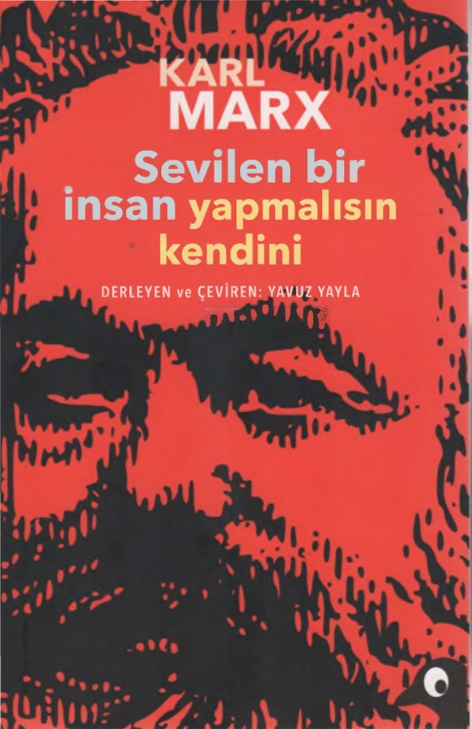 KARL
MARX
Sevilen bir
insan yapmalısın
kendini
DERLEYEN ve ÇEVİREN: YAVUZ YAYLA